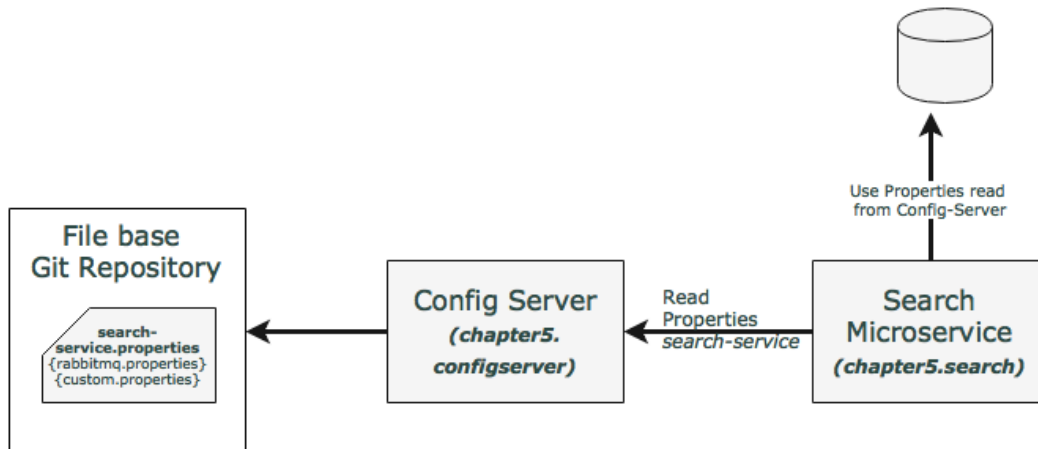 Use Properties read
from Config-Server
File base
Git Repository
search-
service.properties
{rabbitmq.properties}
{custom.properties}
Config Server
(chapter5.
configserver)
Read
Properties
search-service
Search
Microservice
(chapter5.search)